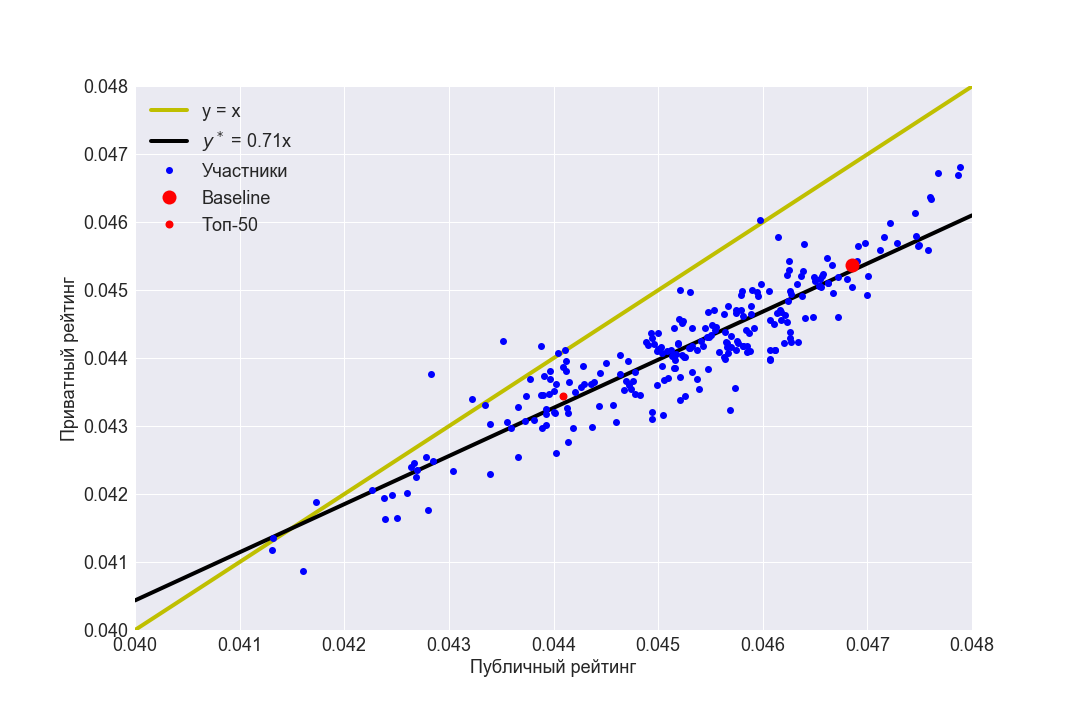 0.048
0.047
0.046
0.045
0.044
0.043
0.042
0.041
0.040
Приватный рейтинг
y = x
y* = 0.71x
Участники
Baseline
Топ-50
0.040 0.041 0.042 0.043 0.044 0.045 0.046 0.047 0.048
Публичный рейтинг